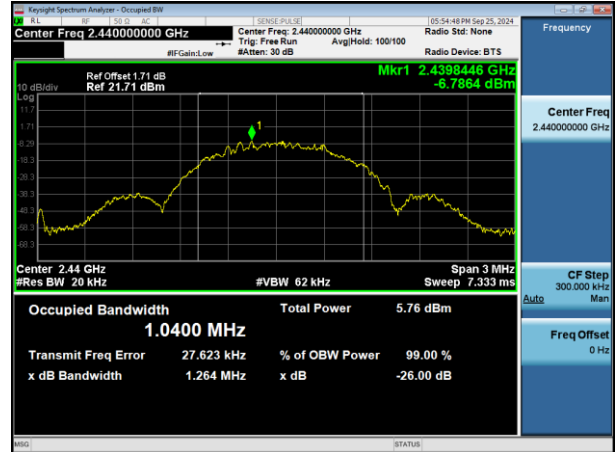 Keysight Spectrum Analyzer - Occupied BW
RL RF 50 Ω AC SENSE:PULSE 05:54:48 PM Sep 25, 2024
Center Freq 2.440000000 GHz Center Freq: 2.440000000 GHz Radio Std: None
Trig: Free Run Avg|Hold: 100/100
#IFGain:Low #Atten: 30 dB Radio Device: BTS
Frequency
Ref Offset 1.71 dB Mkr1 2.4398446 GHz
10 dB/div Ref 21.71 dBm -6.7864 dBm
Log
11.7
1.71
-8.29
-18.3
-28.3
-38.3
-48.3
-58.3
-68.3
1
Center 2.44 GHz Span 3 MHz
#Res BW 20 kHz #VBW 62 kHz Sweep 7.333 ms
Occupied Bandwidth Total Power 5.76 dBm
1.0400 MHz
Transmit Freq Error 27.623 kHz % of OBW Power 99.00 %
x dB Bandwidth 1.264 MHz x dB -26.00 dB
Center Freq
2.440000000 GHz
CF Step
300.000 kHz
Auto Man
Freq Offset
0 Hz
MSG STATUS